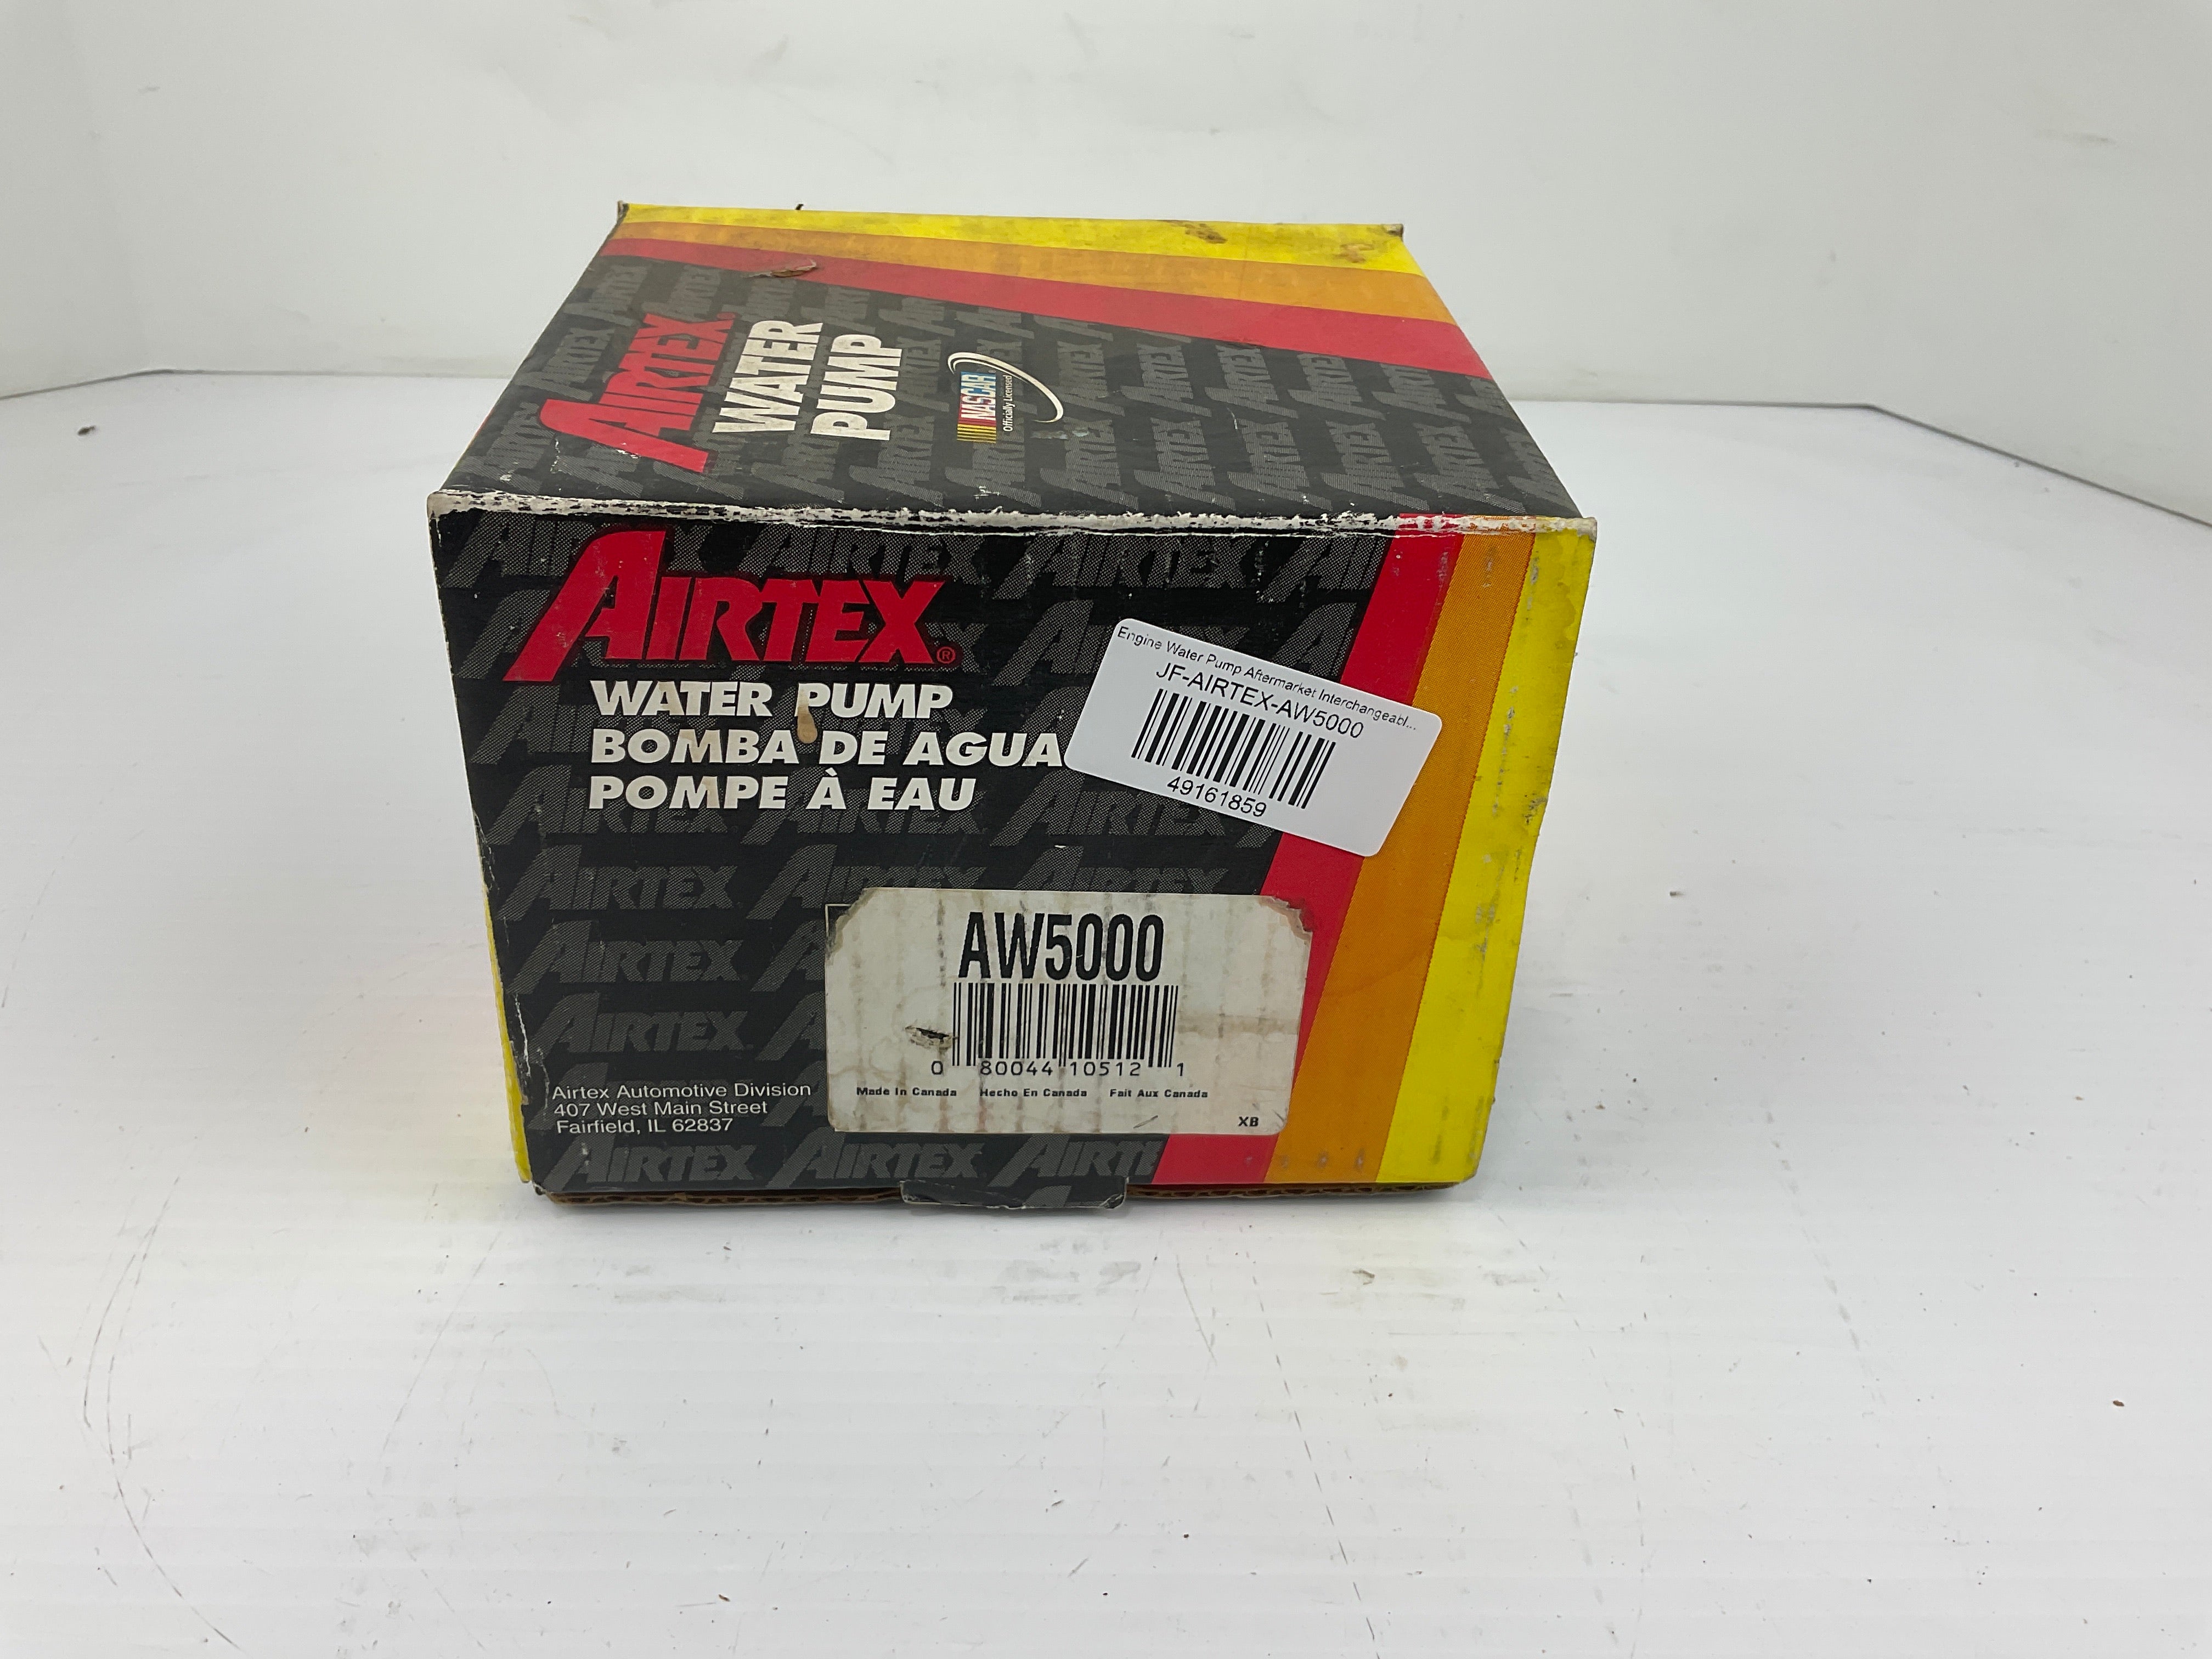 AIRTEX®
WATER
PUMP
NASCAR
Officially Licensed
AIRTEX®
WATER PUMP
BOMBA DE AGUA
POMPE À EAU
Engine Water Pump Aftermarket Interchangeabl...
JF-AIRTEX-AW5000
49161859
AW5000
0 80044 10512 1
Made In Canada Hecho En Canada Fait Aux Canada
XB
Airtex Automotive Division
407 West Main Street
Fairfield, IL 62837